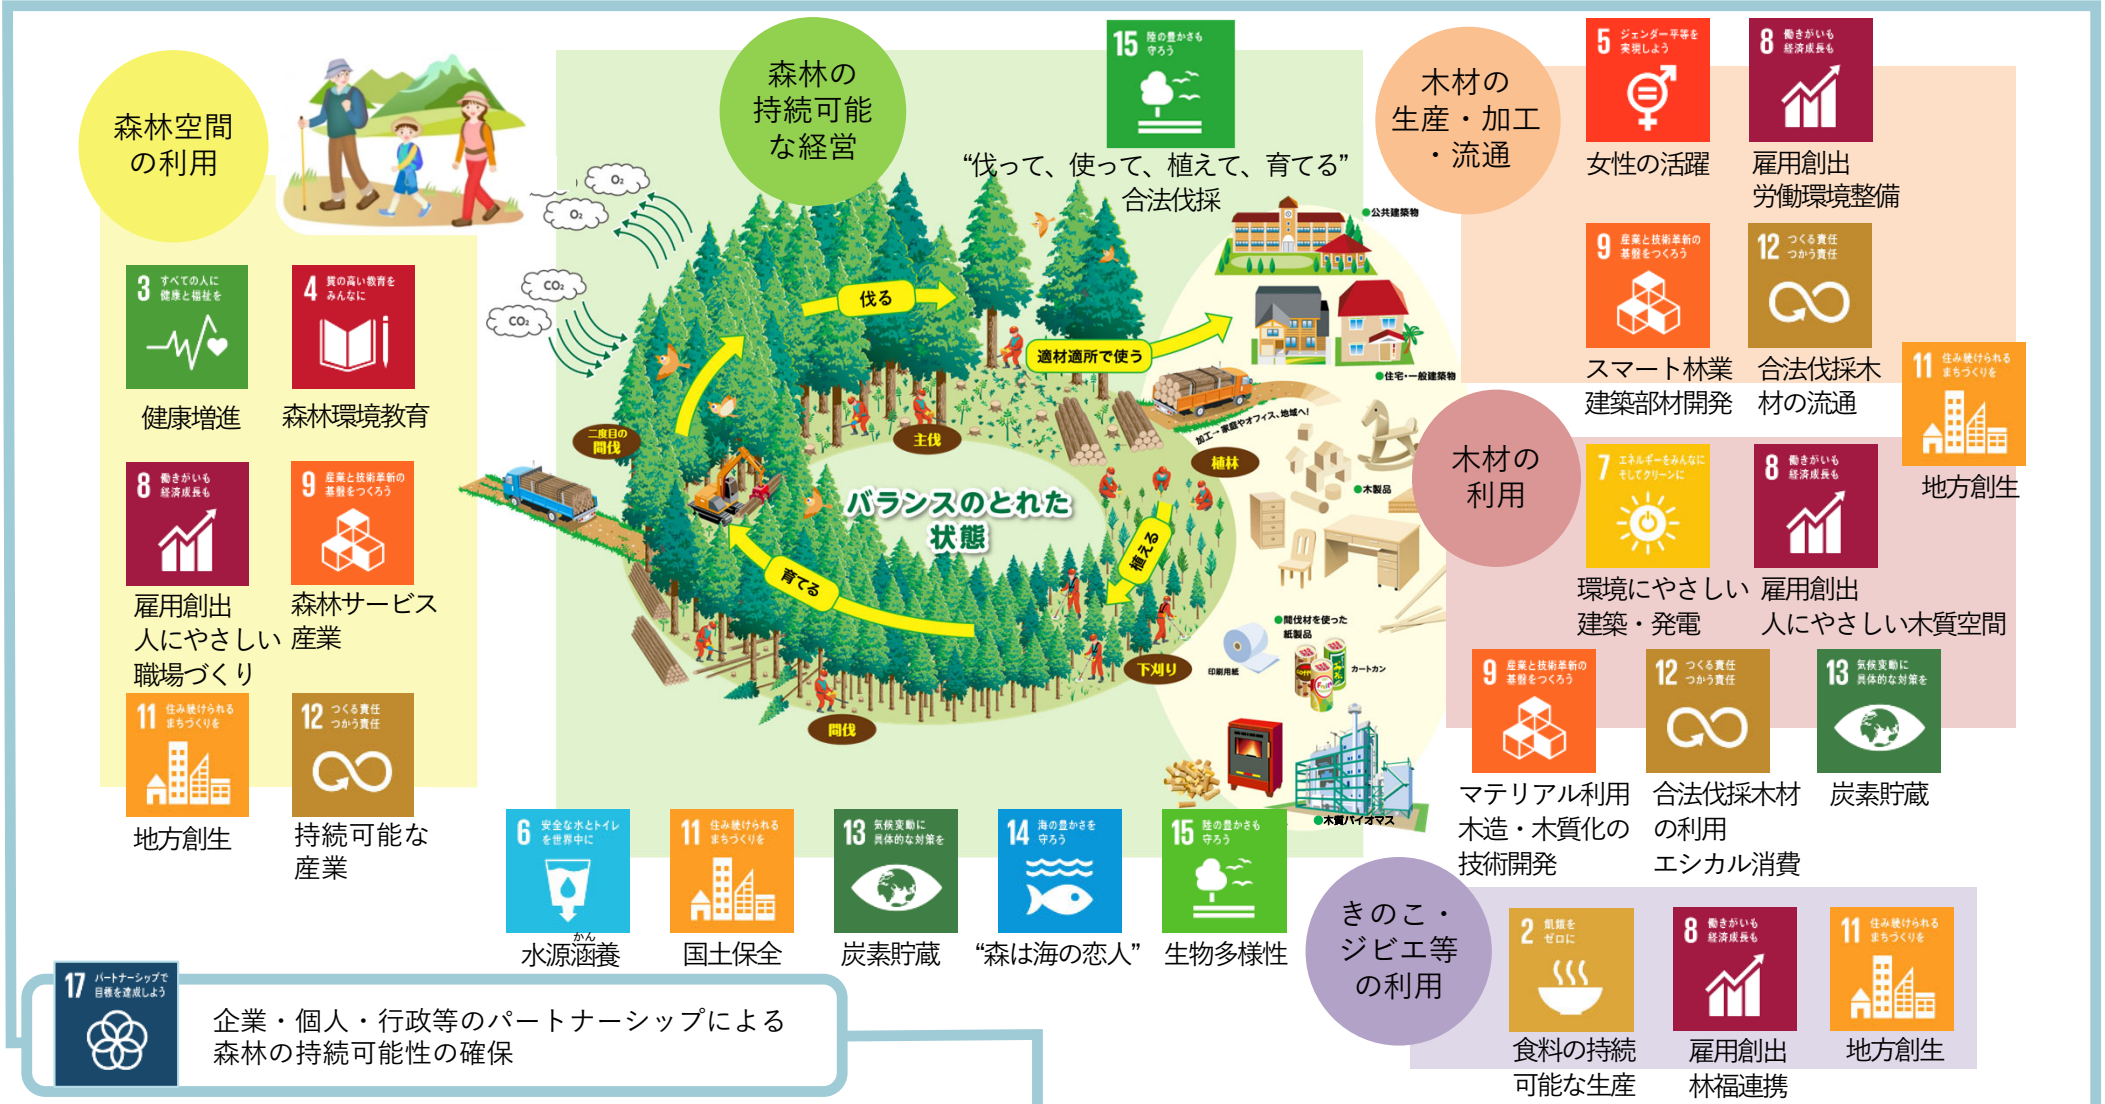 森林空間
の利用
3 すべての人に
健康と福祉を
健康増進
4 質の高い教育を
みんなに
森林環境教育
8 働きがいも
経済成長も
雇用創出
人にやさしい
職場づくり
9 産業と技術革新の
基盤をつくろう
森林サービス
産業
11 住み続けられる
まちづくりを
地方創生
12 つくる責任
つかう責任
持続可能な
産業
森林の
持続可能
な経営
15 陸の豊かさも
守ろう
“伐って、使って、植えて、育てる”
合法伐採
O₂
O₂
CO₂
CO₂
伐る
適材適所で使う
二度目の
間伐
主伐
植林
バランスのとれた
状態
植える
育てる
下刈り
間伐
●公共建築物
●住宅・一般建築物
加工→家庭やオフィス、地域へ!
●木製品
●間伐材を使った
紙製品
印刷用紙
カートカン
●木質バイオマス
6 安全な水とトイレ
を世界中に
かん
水源涵養
11 住み続けられる
まちづくりを
国土保全
13 気候変動に
具体的な対策を
炭素貯蔵
14 海の豊かさを
守ろう
“森は海の恋人”
15 陸の豊かさも
守ろう
生物多様性
木材の
生産・加工
・流通
5 ジェンダー平等を
実現しよう
女性の活躍
8 働きがいも
経済成長も
雇用創出
労働環境整備
9 産業と技術革新の
基盤をつくろう
スマート林業
建築部材開発
12 つくる責任
つかう責任
合法伐採木
材の流通
11 住み続けられる
まちづくりを
地方創生
木材の
利用
7 エネルギーをみんなに
そしてクリーンに
環境にやさしい
建築・発電
8 働きがいも
経済成長も
雇用創出
人にやさしい木質空間
9 産業と技術革新の
基盤をつくろう
マテリアル利用
木造・木質化の
技術開発
12 つくる責任
つかう責任
合法伐採木材
の利用
エシカル消費
13 気候変動に
具体的な対策を
炭素貯蔵
きのこ・
ジビエ等
の利用
2 飢餓を
ゼロに
食料の持続
可能な生産
8 働きがいも
経済成長も
雇用創出
林福連携
11 住み続けられる
まちづくりを
地方創生
17 パートナーシップで
目標を達成しよう
企業・個人・行政等のパートナーシップによる
森林の持続可能性の確保